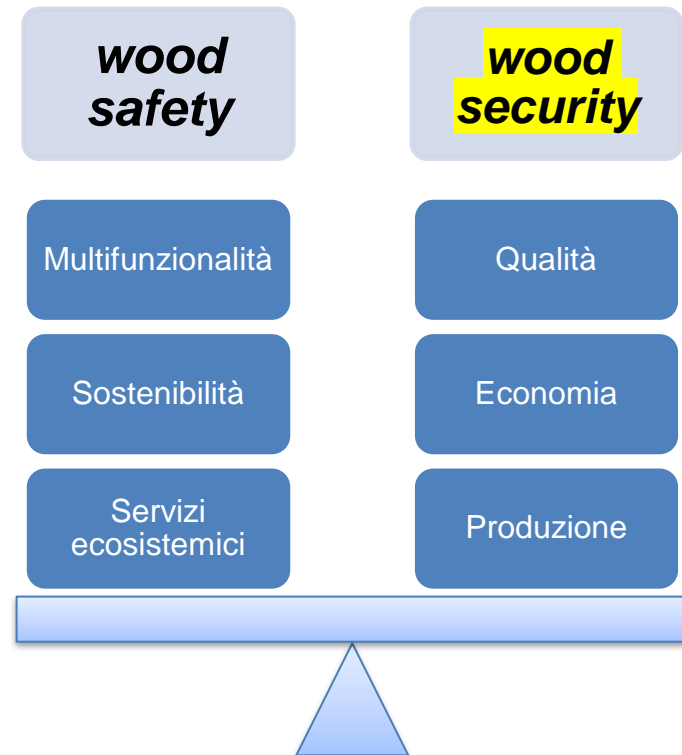 wood
safety
Multifunzionalità
Sostenibilità
Servizi
ecosistemici
wood
security
Qualità
Economia
Produzione